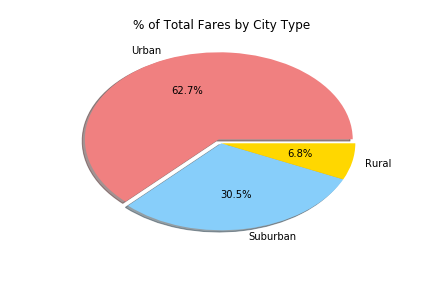 % of Total Fares by City Type
Urban
62.7%
6.8%
Rural
30.5%
Suburban